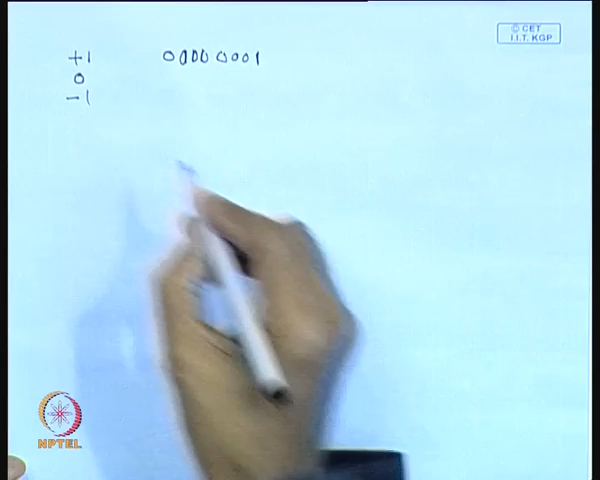 © CET
I.I.T. KGP
+1 00000001
0
-1
NPTEL